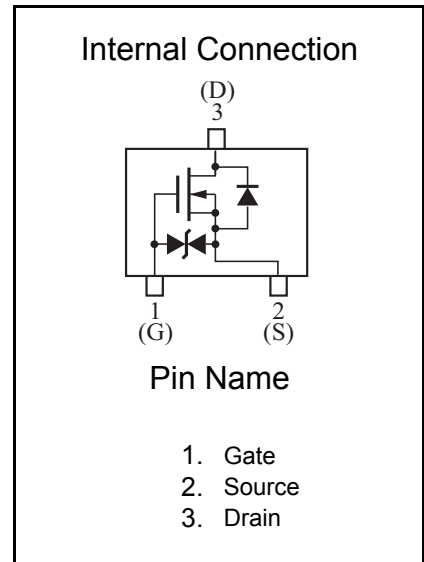 Internal Connection
(D)
3
1 2
(G) (S)
Pin Name
1. Gate
2. Source
3. Drain